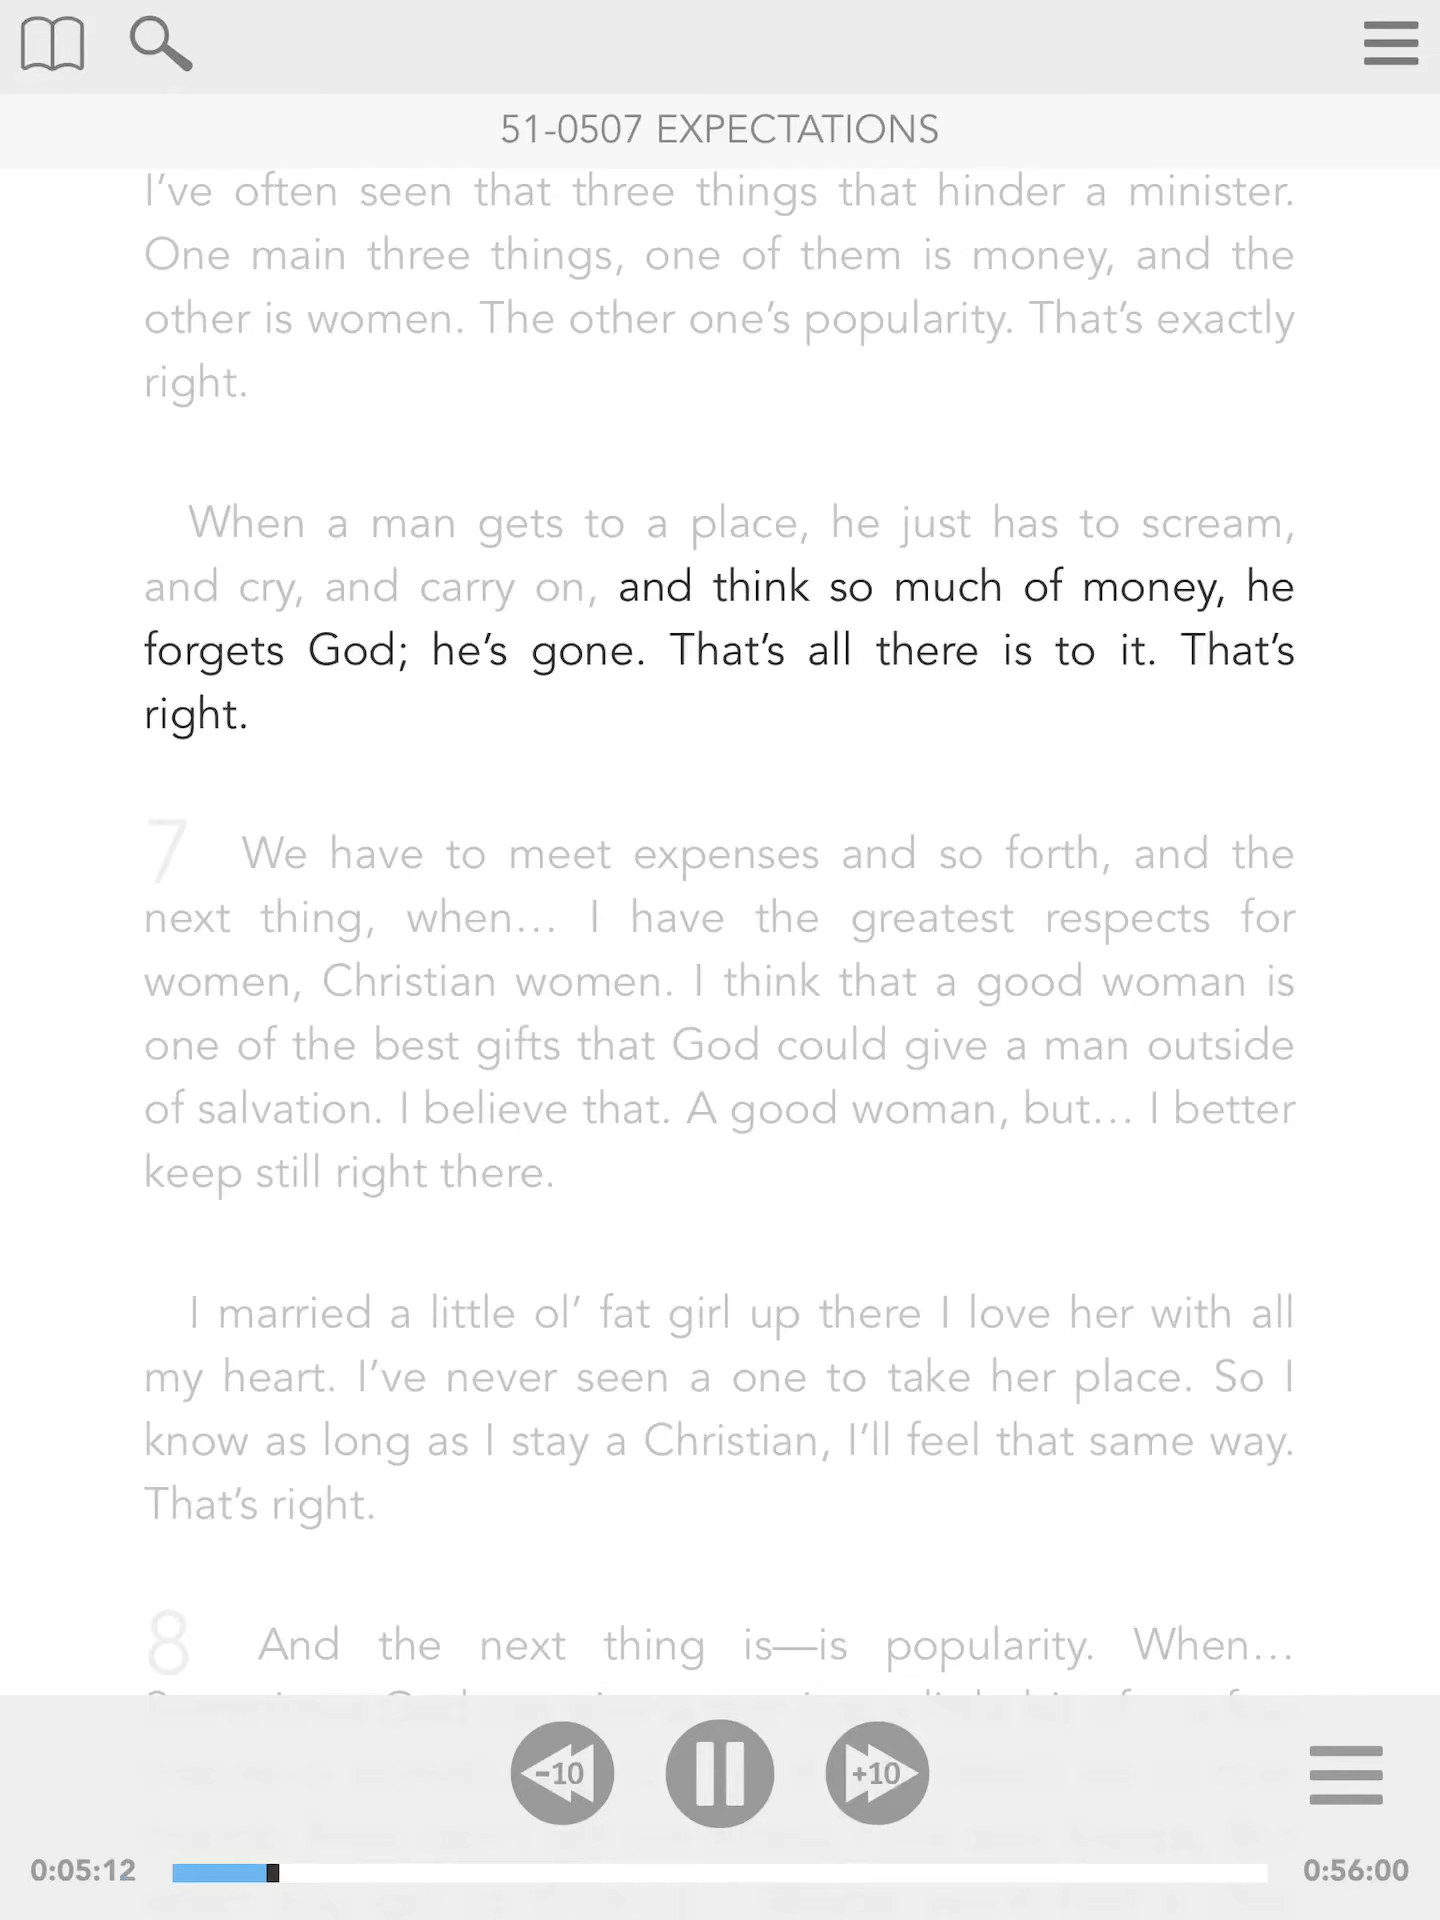 51-0507 EXPECTATIONS
I’ve often seen that three things that hinder a minister.
One main three things, one of them is money, and the
other is women. The other one’s popularity. That’s exactly
right.
When a man gets to a place, he just has to scream,
and cry, and carry on, and think so much of money, he
forgets God; he’s gone. That’s all there is to it. That’s
right.
7 We have to meet expenses and so forth, and the
next thing, when… I have the greatest respects for
women, Christian women. I think that a good woman is
one of the best gifts that God could give a man outside
of salvation. I believe that. A good woman, but… I better
keep still right there.
I married a little ol’ fat girl up there I love her with all
my heart. I’ve never seen a one to take her place. So I
know as long as I stay a Christian, I’ll feel that same way.
That’s right.
8 And the next thing is—is popularity. When…
-10 +10
0:05:12 0:56:00